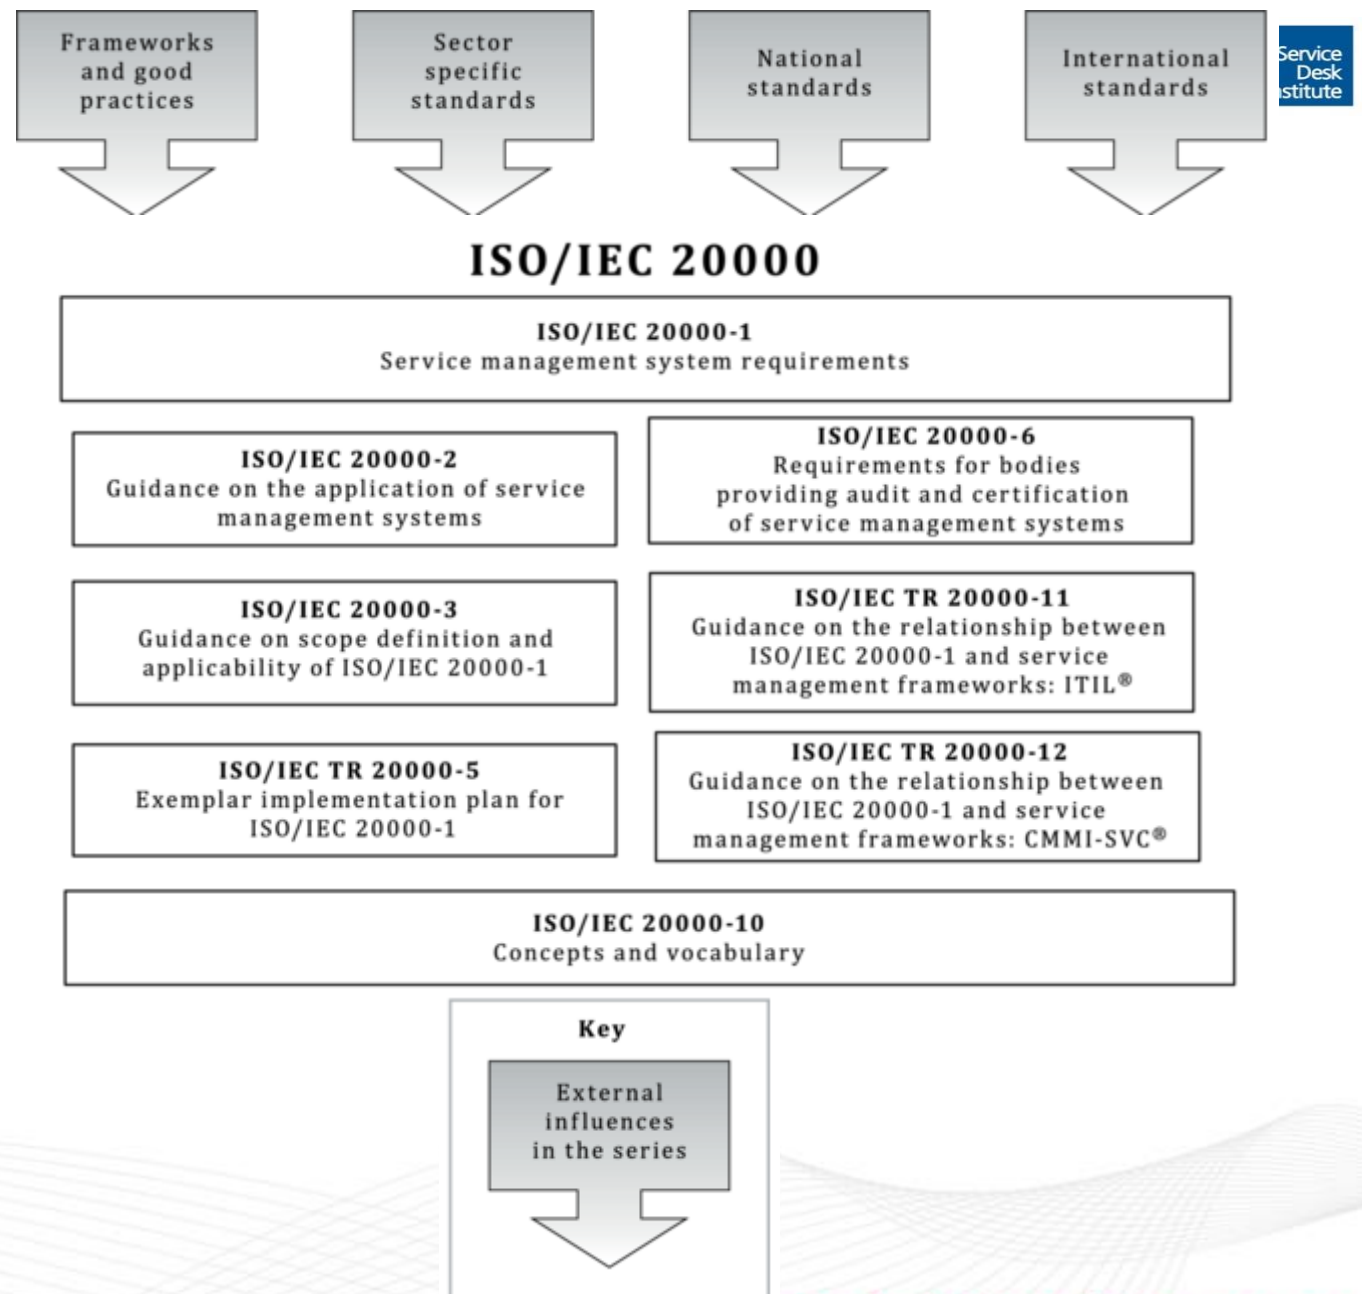 Frameworks
and good
practices
Sector
specific
standards
National
standards
International
standards
Service
Desk
stitute
ISO/IEC 20000
ISO/IEC 20000-1
Service management system requirements
ISO/IEC 20000-2
Guidance on the application of service
management systems
ISO/IEC 20000-6
Requirements for bodies
providing audit and certification
of service management systems
ISO/IEC 20000-3
Guidance on scope definition and
applicability of ISO/IEC 20000-1
ISO/IEC TR 20000-11
Guidance on the relationship between
ISO/IEC 20000-1 and service
management frameworks: ITIL®
ISO/IEC TR 20000-5
Exemplar implementation plan for
ISO/IEC 20000-1
ISO/IEC TR 20000-12
Guidance on the relationship between
ISO/IEC 20000-1 and service
management frameworks: CMMI-SVC®
ISO/IEC 20000-10
Concepts and vocabulary
Key
External
influences
in the series